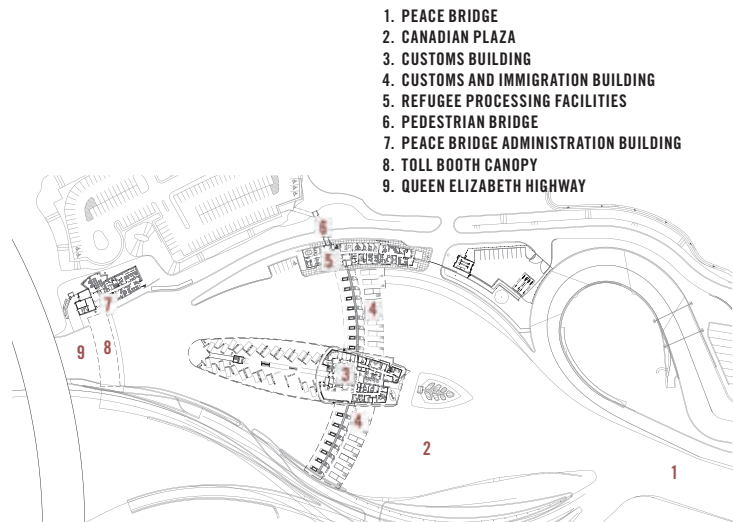 1. PEACE BRIDGE
2. CANADIAN PLAZA
3. CUSTOMS BUILDING
4. CUSTOMS AND IMMIGRATION BUILDING
5. REFUGEE PROCESSING FACILITIES
6. PEDESTRIAN BRIDGE
7. PEACE BRIDGE ADMINISTRATION BUILDING
8. TOLL BOOTH CANOPY
9. QUEEN ELIZABETH HIGHWAY
6
5
7
4
9 8
3
4
2
1